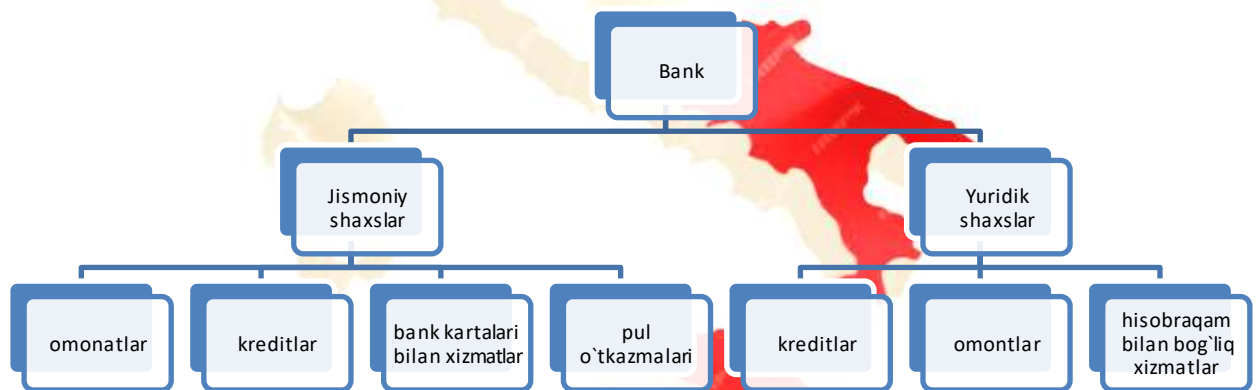 Bank
Jismoniy
shaxslar
Yuridik
shaxslar
omonatlar
kreditlar
bank kartalari
bilan xizmatlar
pul
o`tkazmalari
kreditlar
omontlar
hisobraqam
bilan bog`liq
xizmatlar